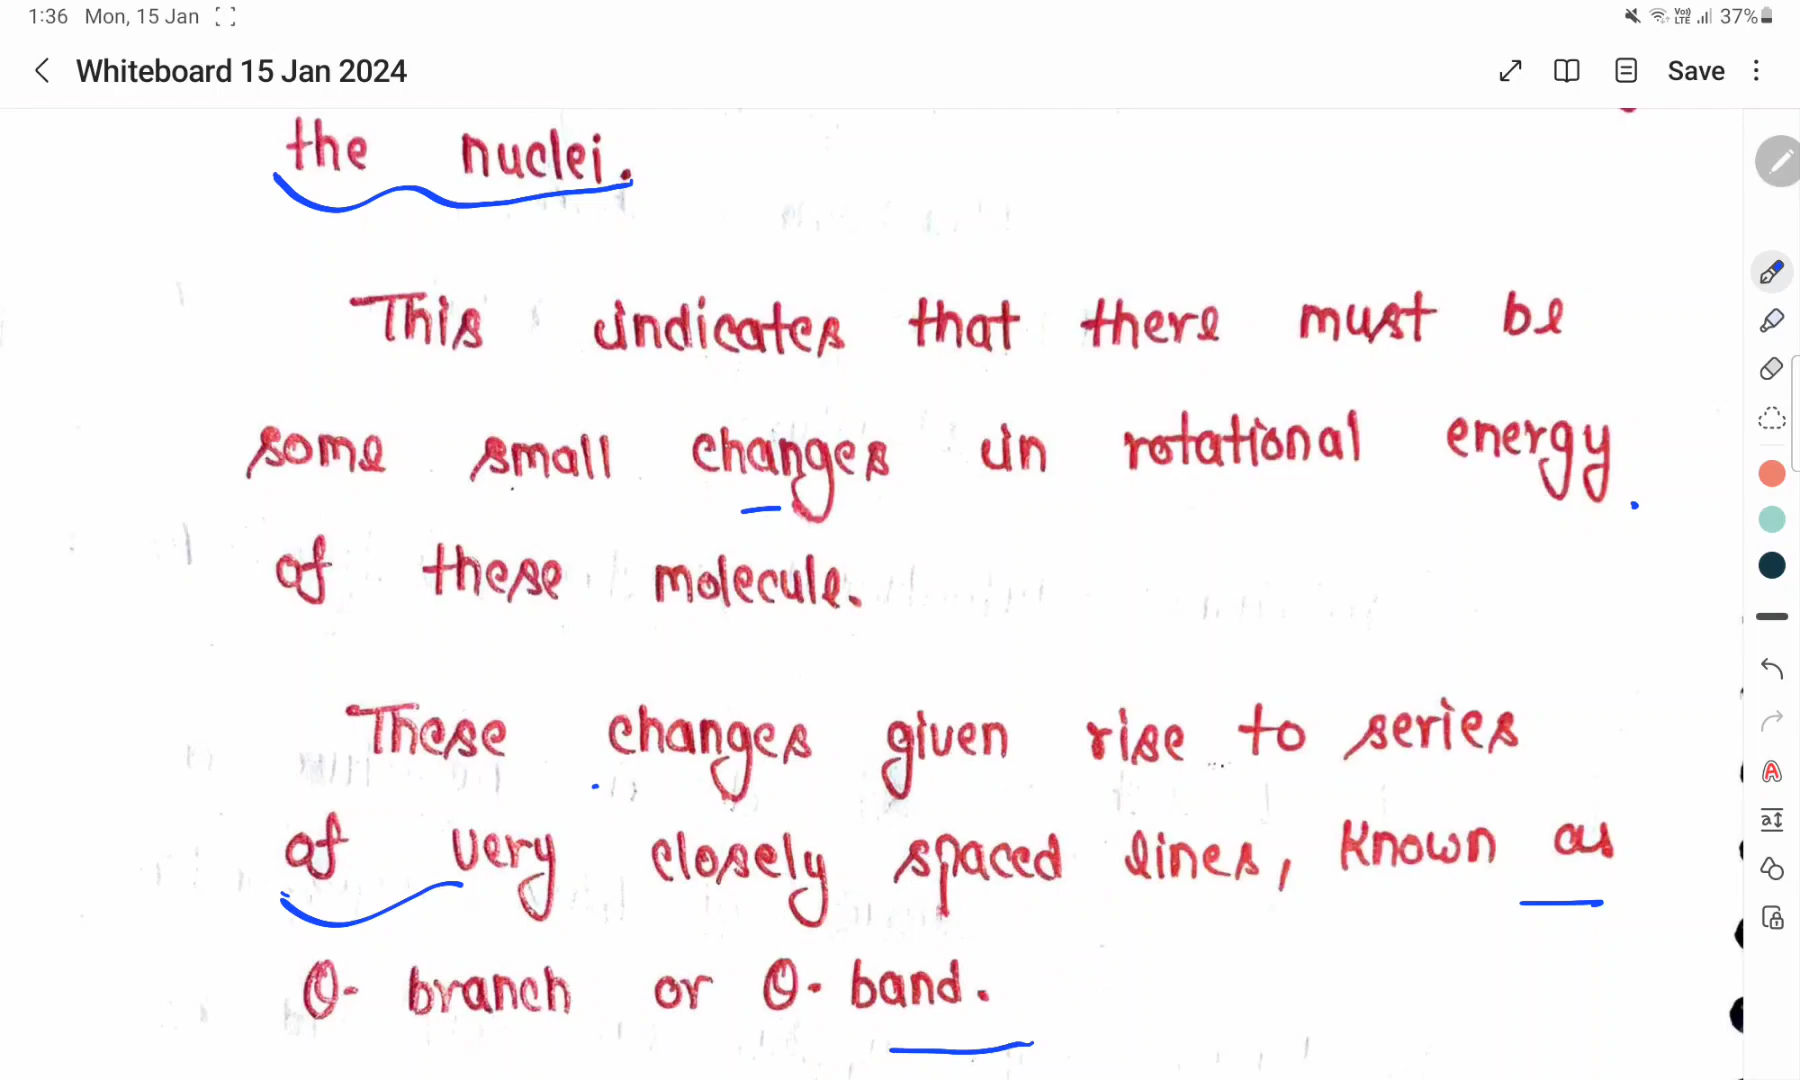 1:36 Mon, 15 Jan 37%
Whiteboard 15 Jan 2024 Save
the nuclei.
This indicates that there must be
some small changes in rotational energy
of these molecule.
These changes given rise to series
of very closely spaced lines, known as
Q- branch or Q- band.